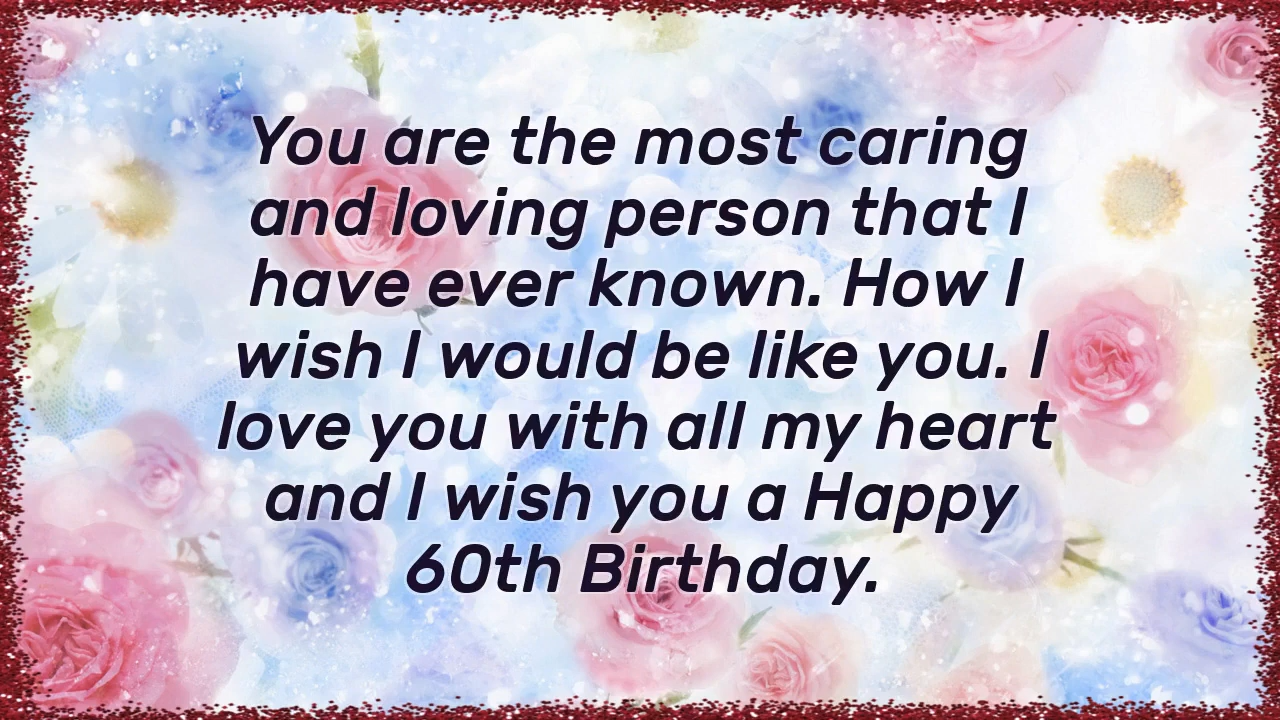 You are the most caring
and loving person that I
have ever known. How I
wish I would be like you. I
love you with all my heart
and I wish you a Happy
60th Birthday.